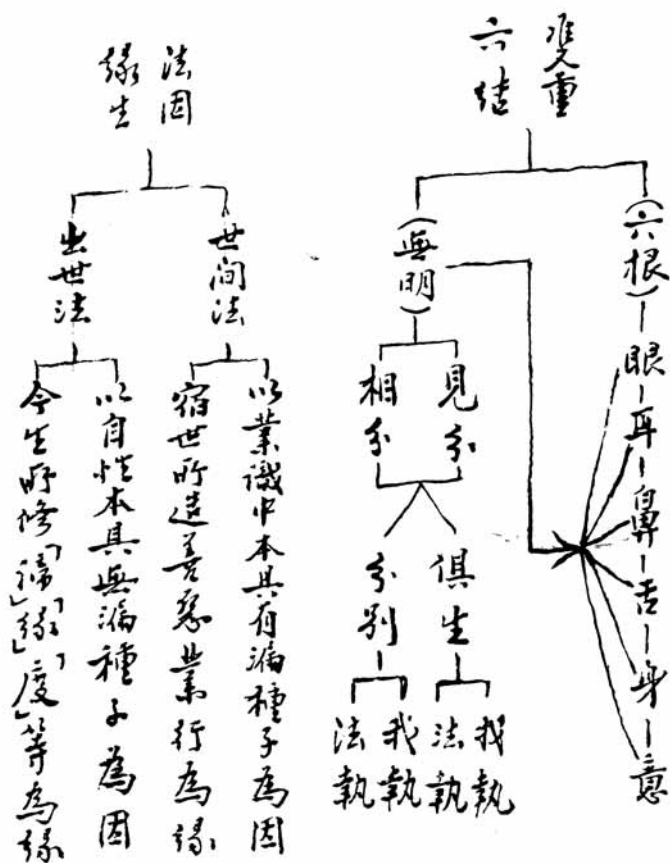 雙重
六結
（六根）—眼—耳—鼻—舌—身—意
（無明）
見分
相分
俱生
分別
我執
法執
我執
法執
法因
緣生
世间法
出世法
以業識中本具有漏種子為因
宿世所造善惡業行為緣
以自性本具無漏種子為因
今生所修「諦」「緣」「度」等為緣